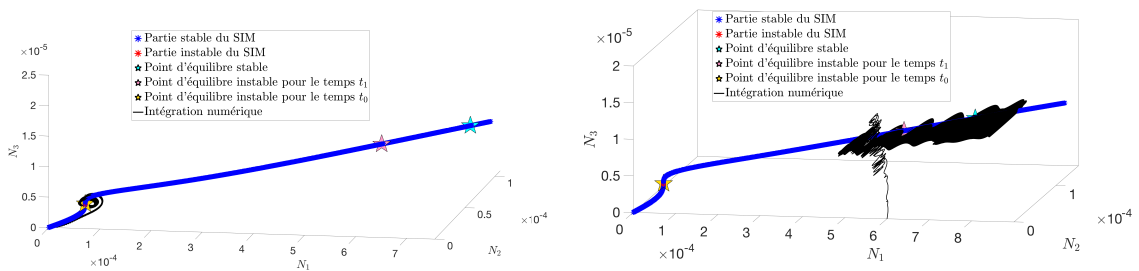 ×10⁻⁵
2.5
2
1.5
1
0.5
0
N₃
0
1
2
3
4
5
6
7
×10⁻⁴
N₁
0
0.5
1
×10⁻⁴
N₂
Partie stable du SIM
Partie instable du SIM
Point d'équilibre stable
Point d'équilibre instable pour le temps t₁
Point d'équilibre instable pour le temps t₀
Intégration numérique
×10⁻⁵
2
1.5
1
0.5
0
N₃
0
1
2
3
4
5
6
7
8
×10⁻⁴
N₁
0
1
×10⁻⁴
N₂
Partie stable du SIM
Partie instable du SIM
Point d'équilibre stable
Point d'équilibre instable pour le temps t₁
Point d'équilibre instable pour le temps t₀
Intégration numérique